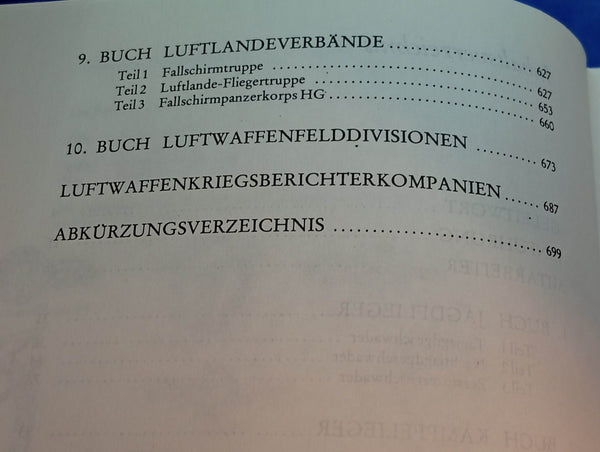 9. BUCH LUFTLANDEVERBÄNDE .................... 627
Teil 1 Fallschirmtruppe .................... 627
Teil 2 Luftlande-Fliegertruppe .................... 653
Teil 3 Fallschirmpanzerkorps HG .................... 660
10. BUCH LUFTWAFFENFELDDIVISIONEN .......... 673
LUFTWAFFENKRIEGSBERICHTERKOMPANIEN ...... 687
ABKÜRZUNGSVERZEICHNIS .................... 699